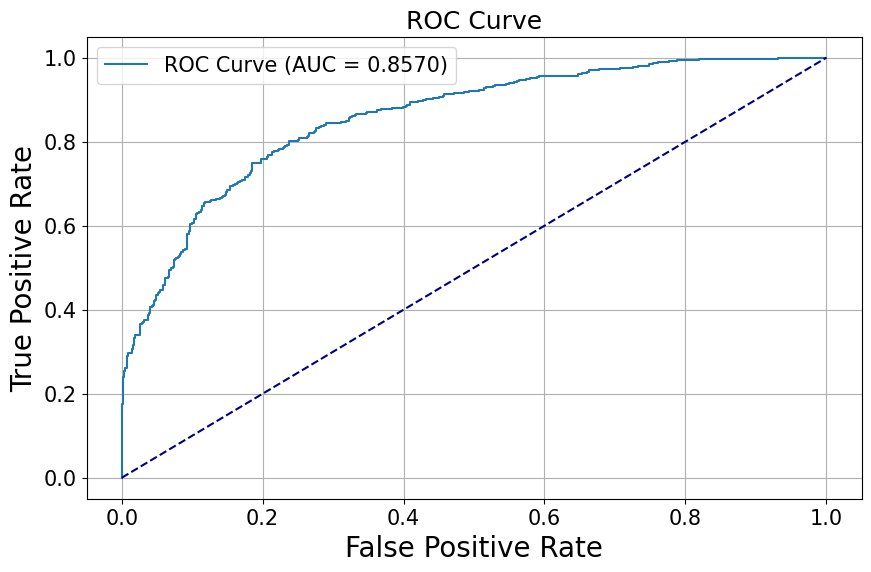 ROC Curve
ROC Curve (AUC = 0.8570)
True Positive Rate
1.0
0.8
0.6
0.4
0.2
0.0
0.0 0.2 0.4 0.6 0.8 1.0
False Positive Rate